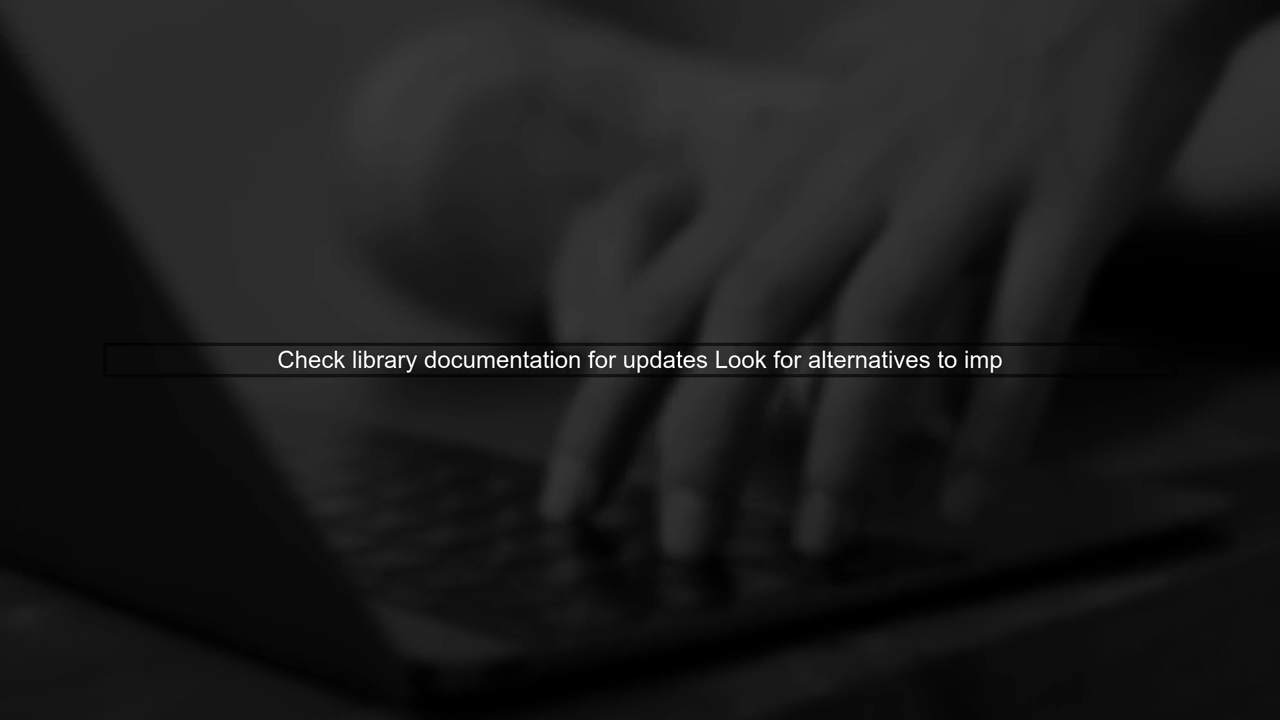 Check library documentation for updates Look for alternatives to imp